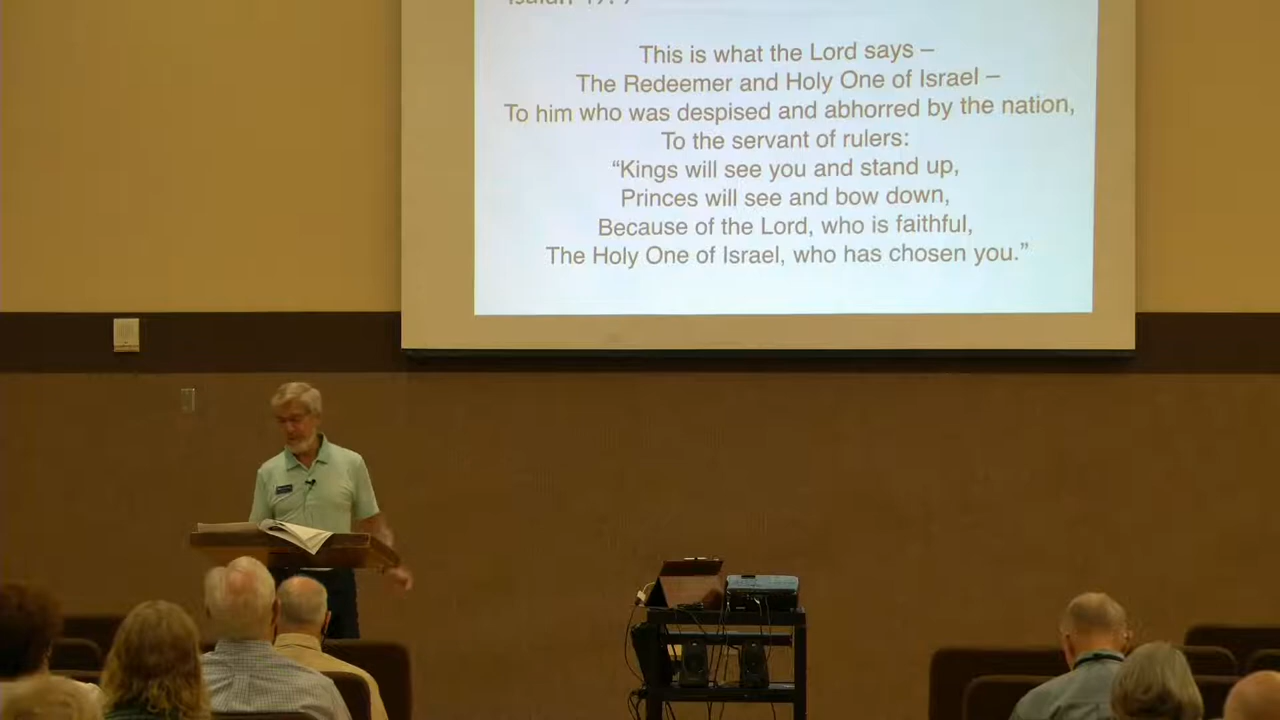 Isaiah 49: 7
This is what the Lord says –
The Redeemer and Holy One of Israel –
To him who was despised and abhorred by the nation,
To the servant of rulers:
“Kings will see you and stand up,
Princes will see and bow down,
Because of the Lord, who is faithful,
The Holy One of Israel, who has chosen you.”